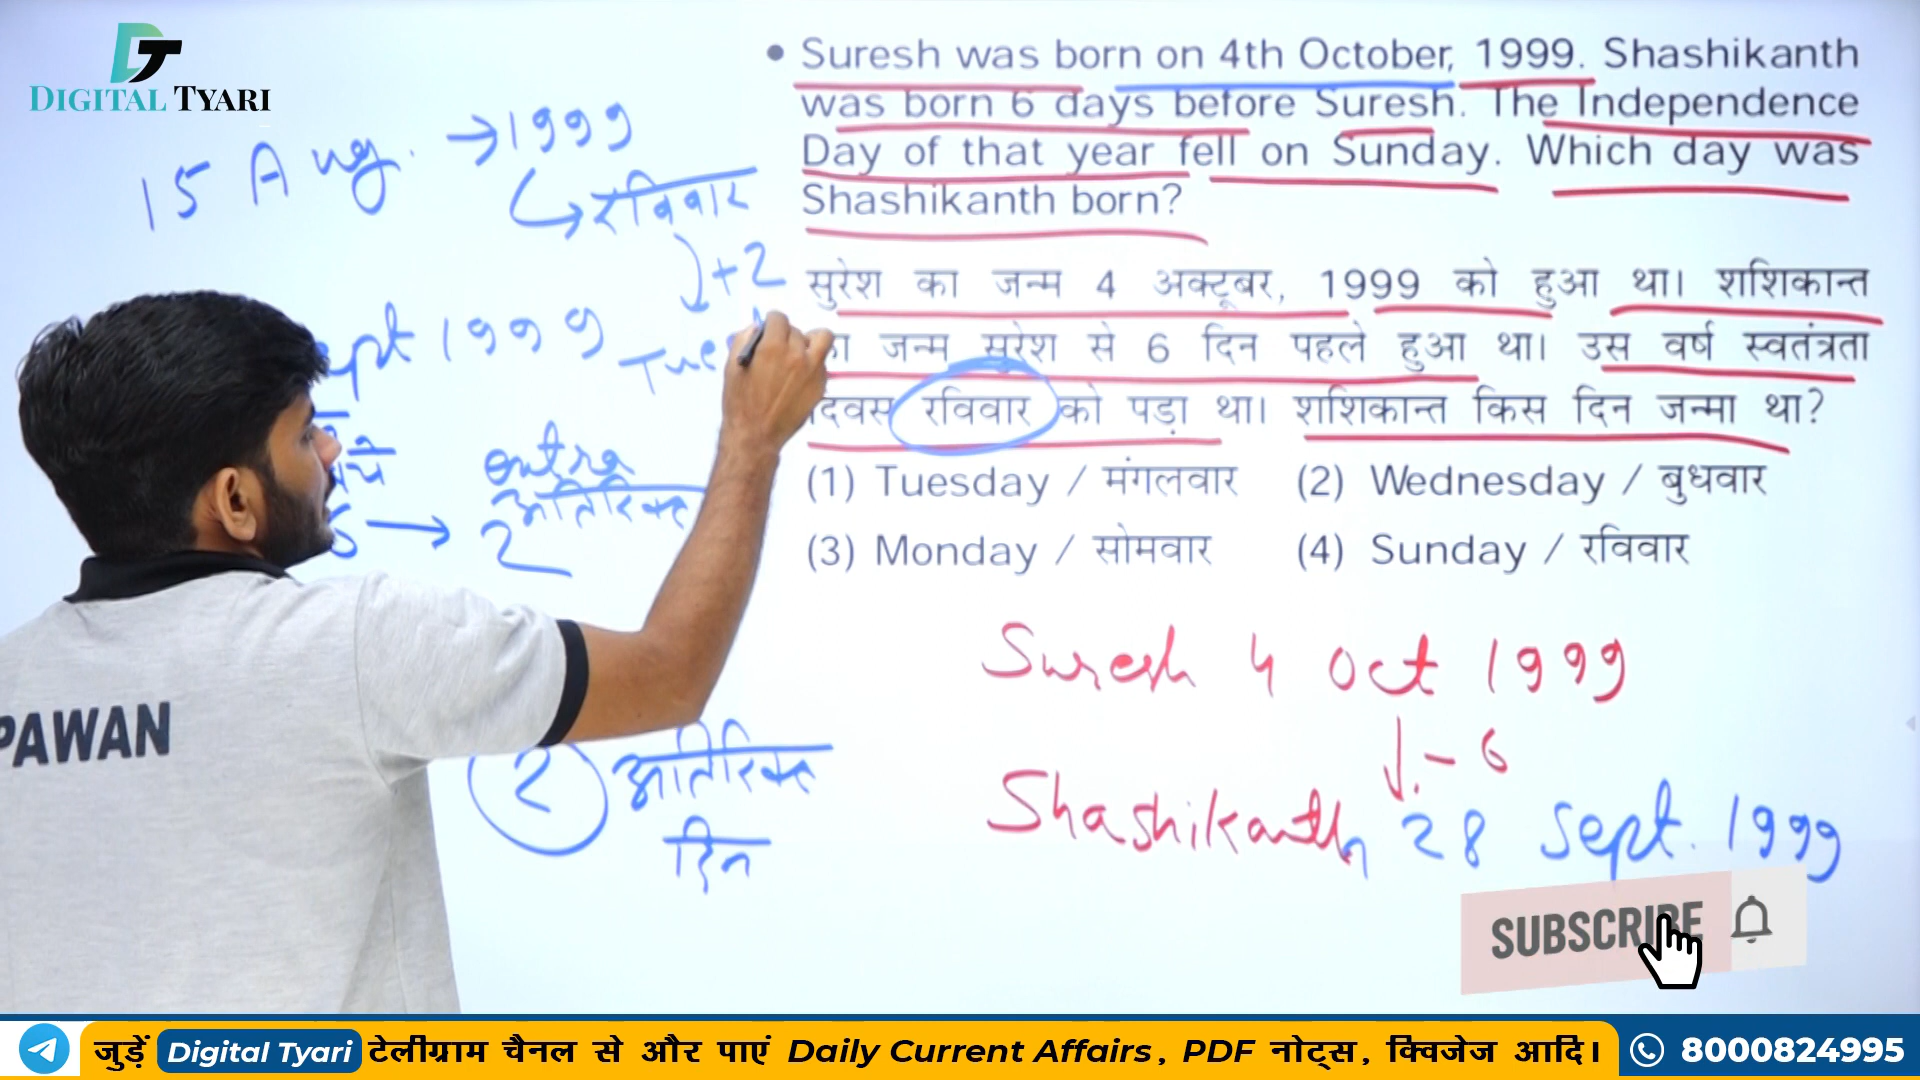 DIGITAL TYARI
• Suresh was born on 4th October, 1999. Shashikanth
was born 6 days before Suresh. The Independence
Day of that year fell on Sunday. Which day was
Shashikanth born?
सुरेश का जन्म 4 अक्टूबर, 1999 को हुआ था। शशिकान्त
जन्म सुरेश से 6 दिन पहले हुआ था। उस वर्ष स्वतंत्रता
दिवस रविवार को पड़ा था। शशिकान्त किस दिन जन्मा था?
(1) Tuesday / मंगलवार (2) Wednesday / बुधवार
(3) Monday / सोमवार (4) Sunday / रविवार
15 Aug. → 1999
रविवार
+2
Sept 1999 Tue
extra
अतिरिक्त
→ 2
2 अतिरिक्त
दिन
Suresh 4 Oct 1999
- 6
Shashikanth 28 Sept. 1999
PAWAN
SUBSCRIBE
जुड़ें Digital Tyari टेलीग्राम चैनल से और पाएं Daily Current Affairs, PDF नोट्स, क्विजेज आदि। 8000824995